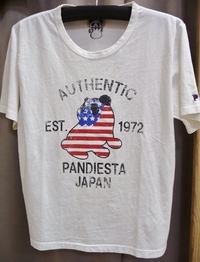 AUTHENTIC
EST. 1972
PANDIESTA
JAPAN